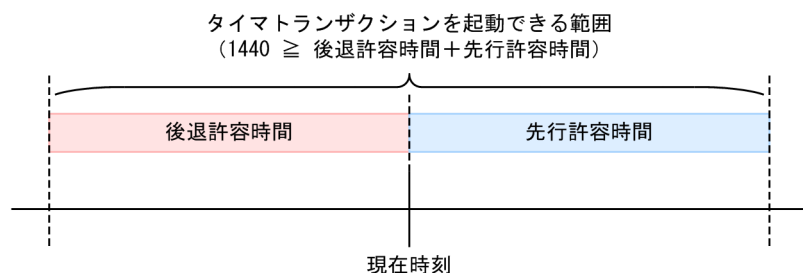 タイマトランザクションを起動できる範囲
（1440 ≧ 後退許容時間＋先行許容時間）
後退許容時間
先行許容時間
現在時刻